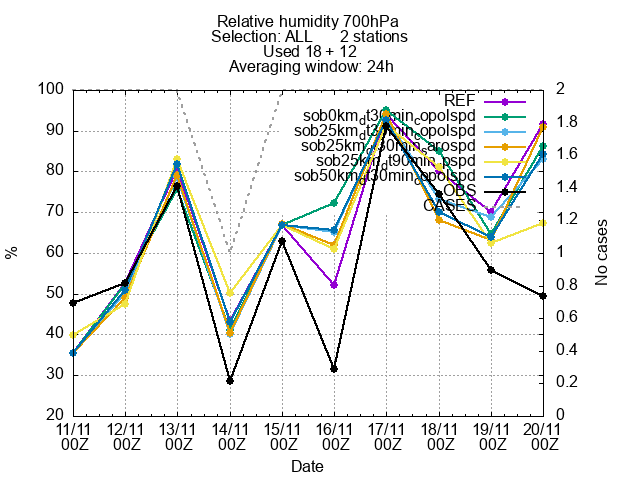 Relative humidity 700hPa
Selection: ALL 2 stations
Used 18 + 12
Averaging window: 24h
100
90
80
70
60
50
40
30
20
%
2
1.8
1.6
1.4
1.2
1
0.8
0.6
0.4
0.2
0
No cases
REF
sob0km_dt30min_copolspd
sob25km_dt30min_copolspd
OBS
CASES
11/11 12/11 13/11 14/11 15/11 16/11 17/11 18/11 19/11 20/11
00Z 00Z 00Z 00Z 00Z 00Z 00Z 00Z 00Z 00Z
Date